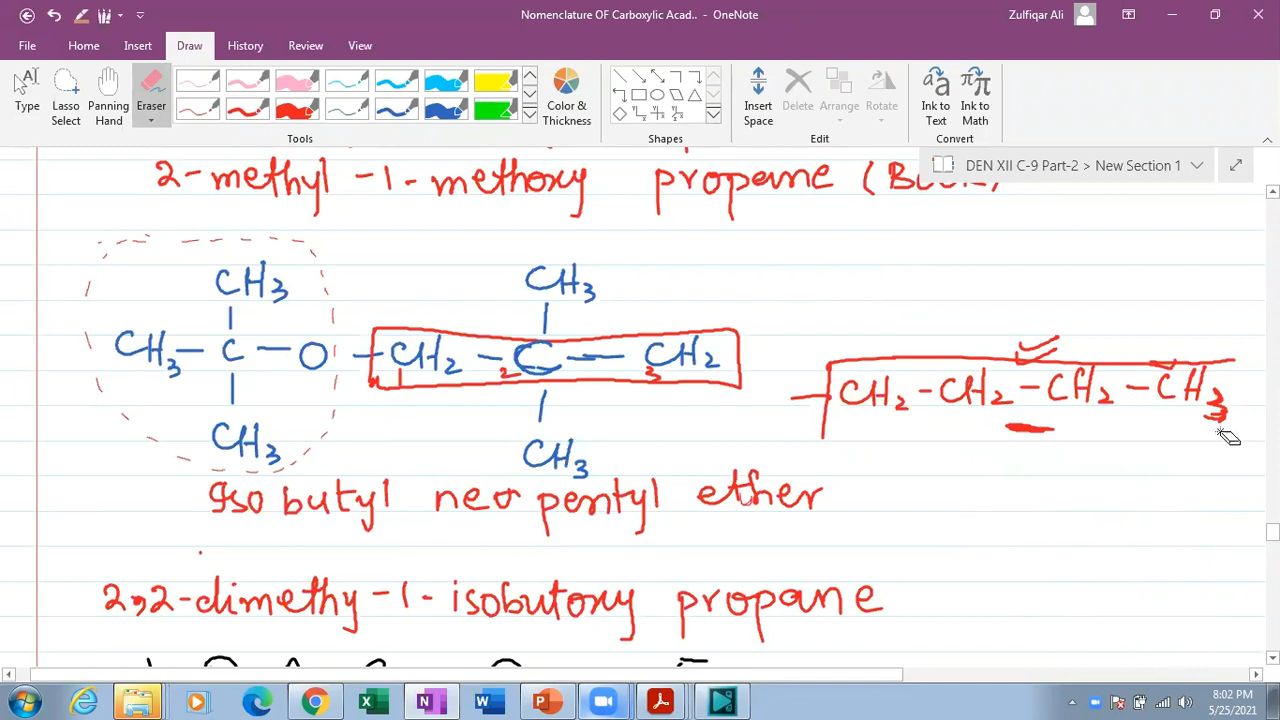 Nomenclature OF Carboxylic Acad.. - OneNote
Zulfiqar Ali
File Home Insert Draw History Review View
Type Lasso Select Panning Hand Eraser Color & Thickness Insert Space Delete Arrange Rotate Ink to Text Ink to Math
Tools Shapes Edit Convert
DEN XII C-9 Part-2 > New Section 1
2-methyl-1-methoxy propane
CH3 CH3
CH3-C-O-CH2-C-CH2
1 2 3
-CH2-CH2-CH2-CH3
CH3 CH3
Iso butyl neo pentyl ether
2,2-dimethy-1-isobutoxy propane
8:02 PM
5/25/2021